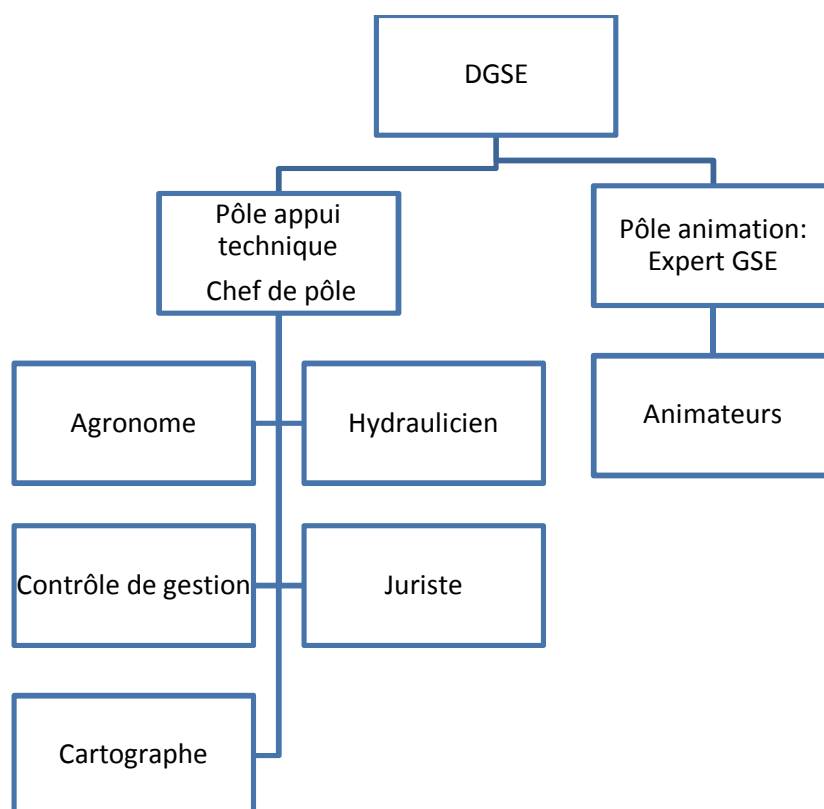 DGSE
Pôle appui
technique
Chef de pôle
Pôle animation:
Expert GSE
Agronome
Hydraulicien
Animateurs
Contrôle de gestion
Juriste
Cartographe